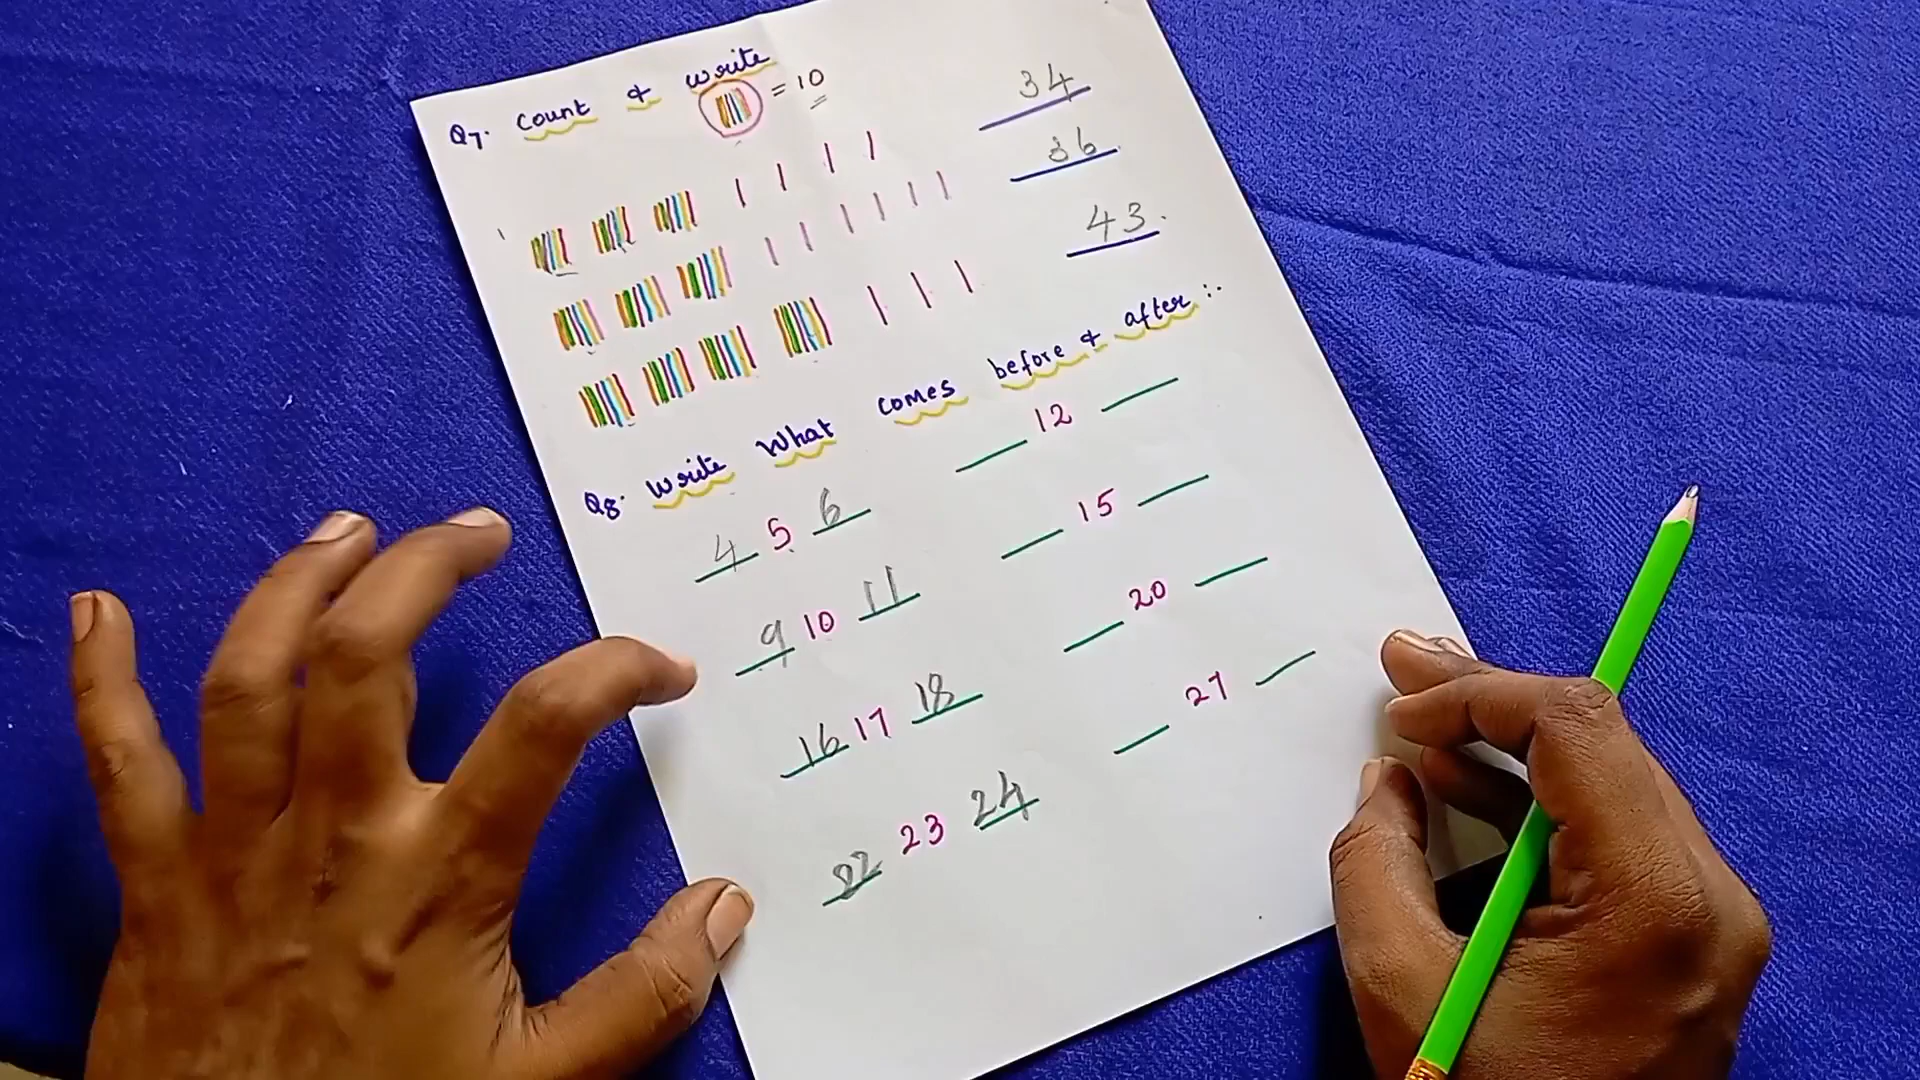 Q7. Count & write
= 10
34
36
43.
Q8. Write What comes before & after :-
4 5 6
9 10 11
16 17 18
22 23 24
12
15
20
27